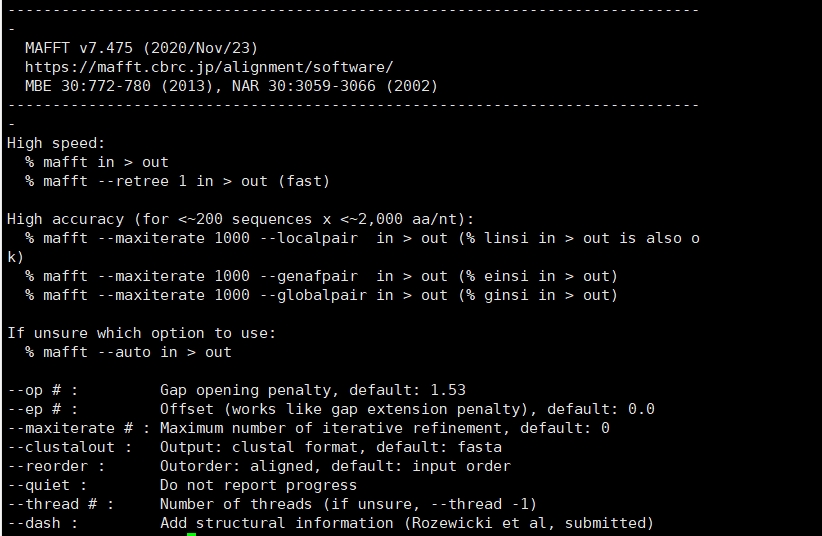 -----------------------------------------------------------------------------
-
  MAFFT v7.475 (2020/Nov/23)
  https://mafft.cbrc.jp/alignment/software/
  MBE 30:772-780 (2013), NAR 30:3059-3066 (2002)
-----------------------------------------------------------------------------
-
High speed:
  % mafft in > out
  % mafft --retree 1 in > out (fast)

High accuracy (for <~200 sequences x <~2,000 aa/nt):
  % mafft --maxiterate 1000 --localpair  in > out (% linsi in > out is also o
k)
  % mafft --maxiterate 1000 --genafpair  in > out (% einsi in > out)
  % mafft --maxiterate 1000 --globalpair in > out (% ginsi in > out)

If unsure which option to use:
  % mafft --auto in > out

--op # :         Gap opening penalty, default: 1.53
--ep # :         Offset (works like gap extension penalty), default: 0.0
--maxiterate # : Maximum number of iterative refinement, default: 0
--clustalout :   Output: clustal format, default: fasta
--reorder :      Outorder: aligned, default: input order
--quiet :        Do not report progress
--thread # :     Number of threads (if unsure, --thread -1)
--dash :         Add structural information (Rozewicki et al, submitted)